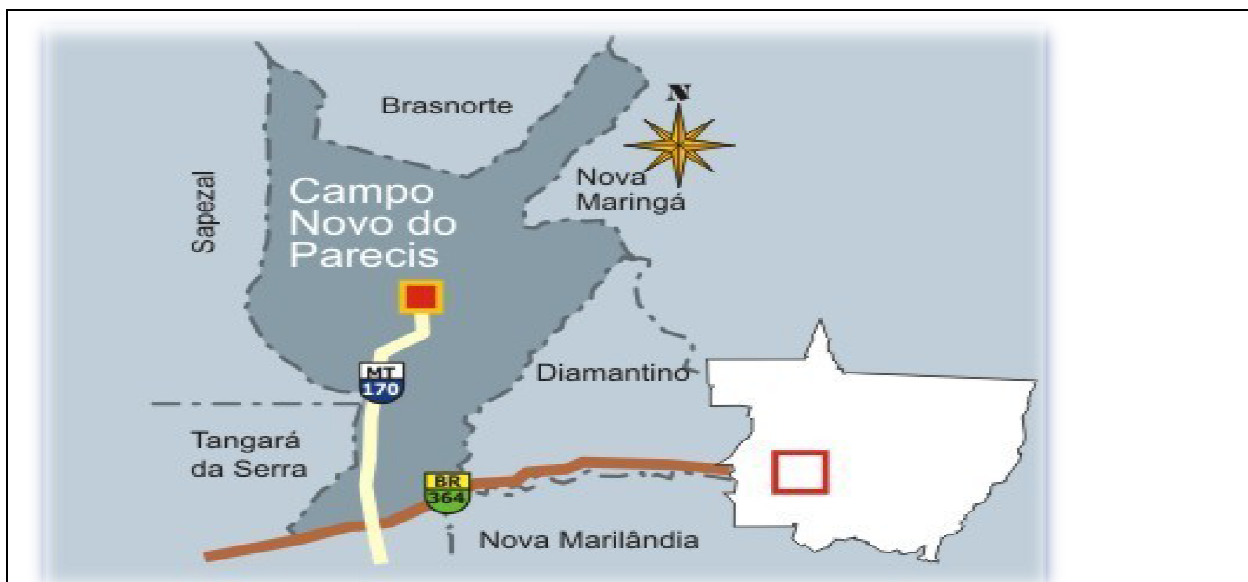 Brasnorte
N
Sapezal
Nova
Maringá
Campo
Novo do
Parecis
MT
170
Diamantino
Tangará
da Serra
BR
364
Nova Marilândia